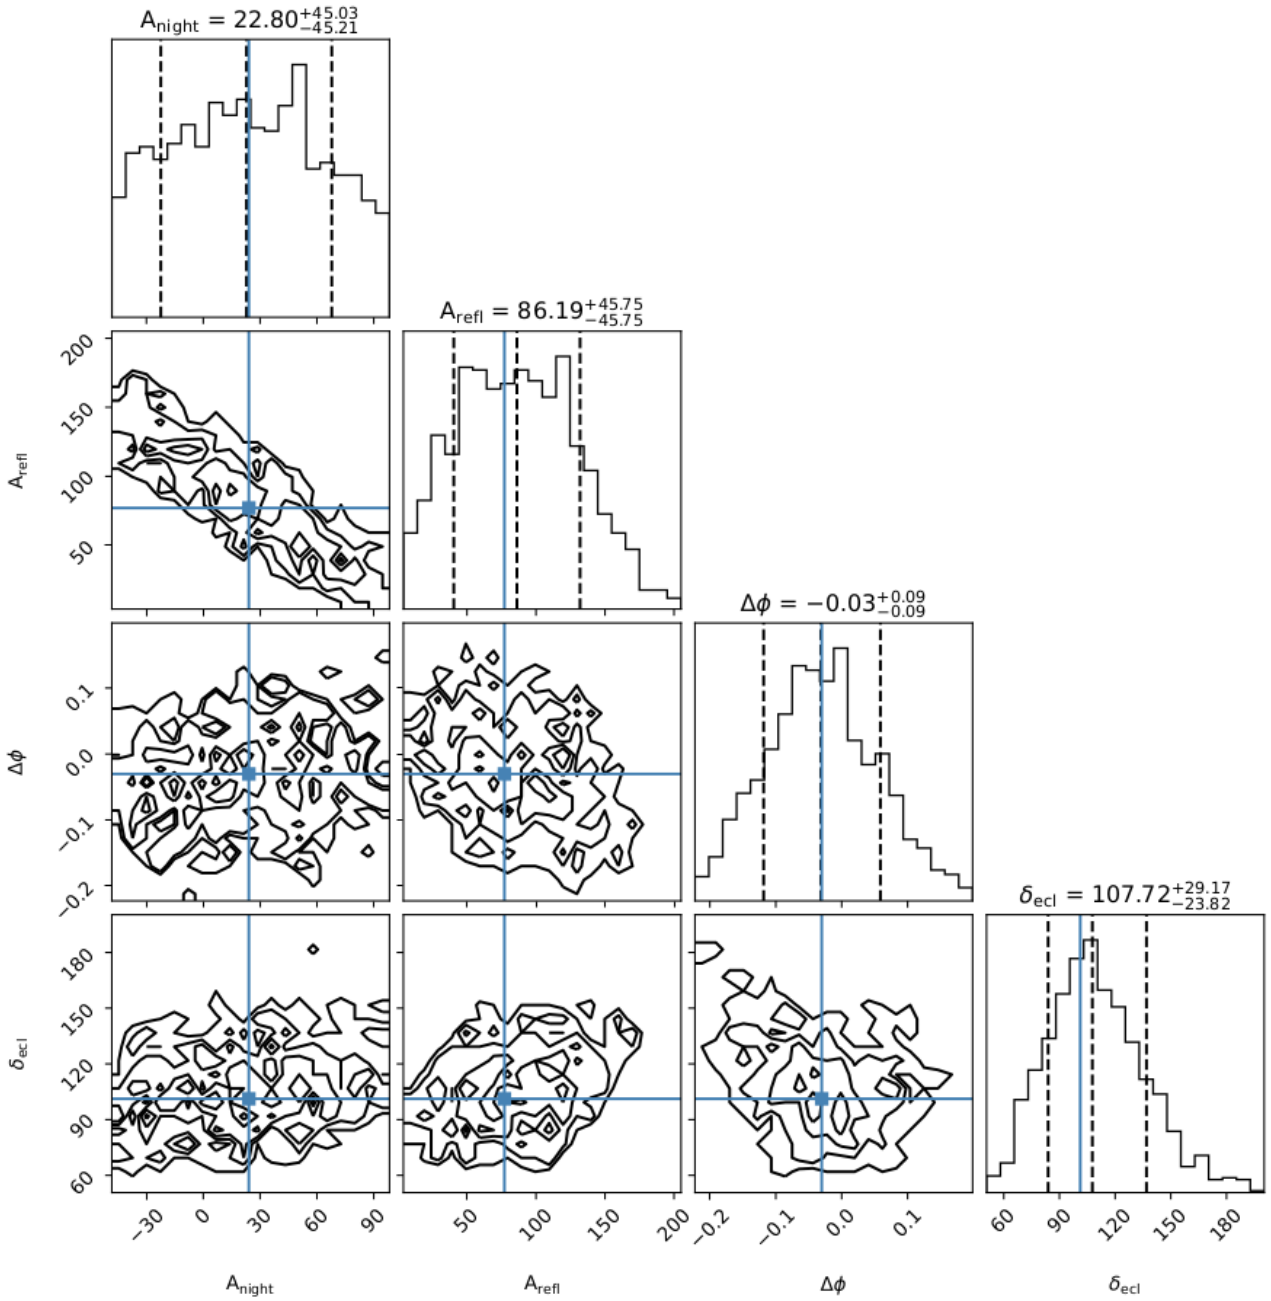 A_night = 22.80 +45.03 −45.21
A_refl = 86.19 +45.75 −45.75
200
150
100
50
A_refl
Δϕ = −0.03 +0.09 −0.09
0.1
0.0
−0.1
−0.2
Δϕ
δ_ecl = 107.72 +29.17 −23.82
180
150
120
90
60
δ_ecl
−30 0 30 60 90
50 100 150 200
−0.2 −0.1 0.0 0.1
60 90 120 150 180
A_night A_refl Δϕ δ_ecl